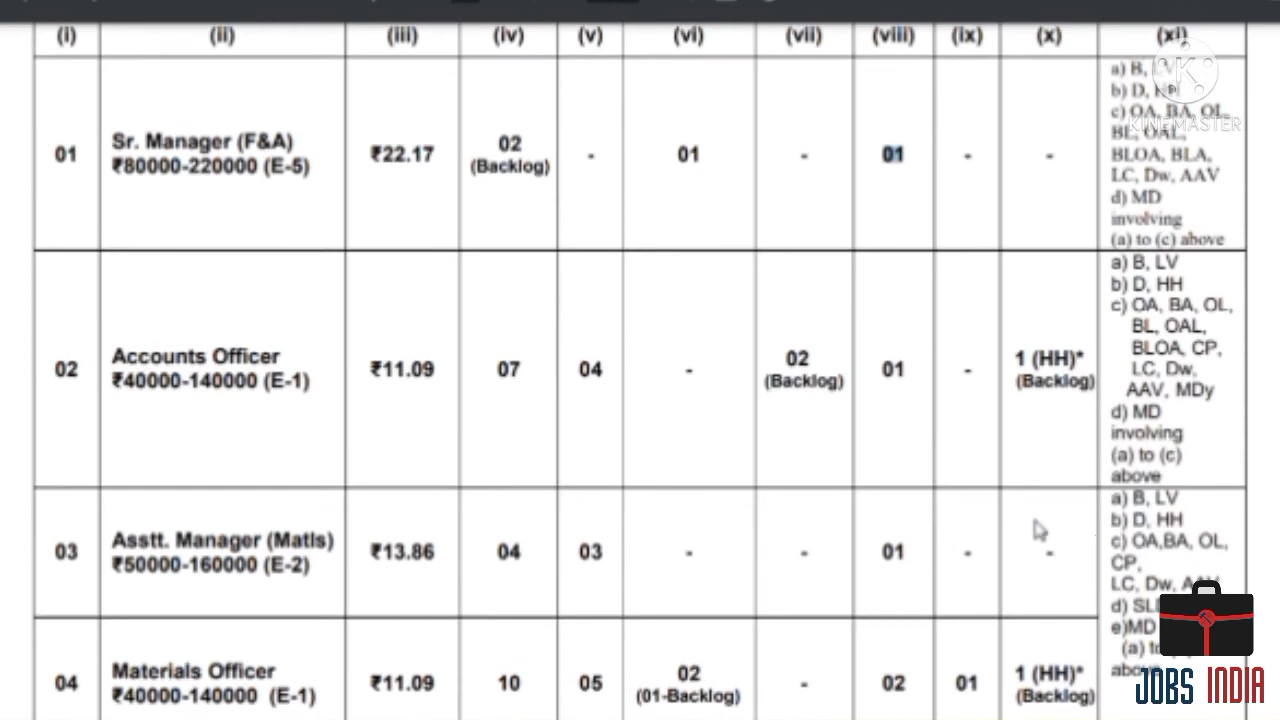 (i) (ii) (iii) (iv) (v) (vi) (vii) (viii) (ix) (x) (xi)
01 Sr. Manager (F&A) ₹80000-220000 (E-5) ₹22.17 02 (Backlog) - 01 - 01 - -
a) B, LV
b) D, HH
c) OA, BA, OL,
BL, OAL,
BLOA, BLA,
LC, Dw, AAV
d) MD
involving
(a) to (c) above
02 Accounts Officer ₹40000-140000 (E-1) ₹11.09 07 04 - 02 (Backlog) 01 - 1 (HH)* (Backlog)
a) B, LV
b) D, HH
c) OA, BA, OL,
BL, OAL,
BLOA, CP,
LC, Dw,
AAV, MDy
d) MD
involving
(a) to (c)
above
03 Asstt. Manager (Matls) ₹50000-160000 (E-2) ₹13.86 04 03 - - 01 - -
a) B, LV
b) D, HH
c) OA,BA, OL,
CP,
LC, Dw,
d)
e)MD
(a)
04 Materials Officer ₹40000-140000 (E-1) ₹11.09 10 05 02 (01-Backlog) - 02 01 1 (HH)* (Backlog)
KINEMASTER
JOBS INDIA